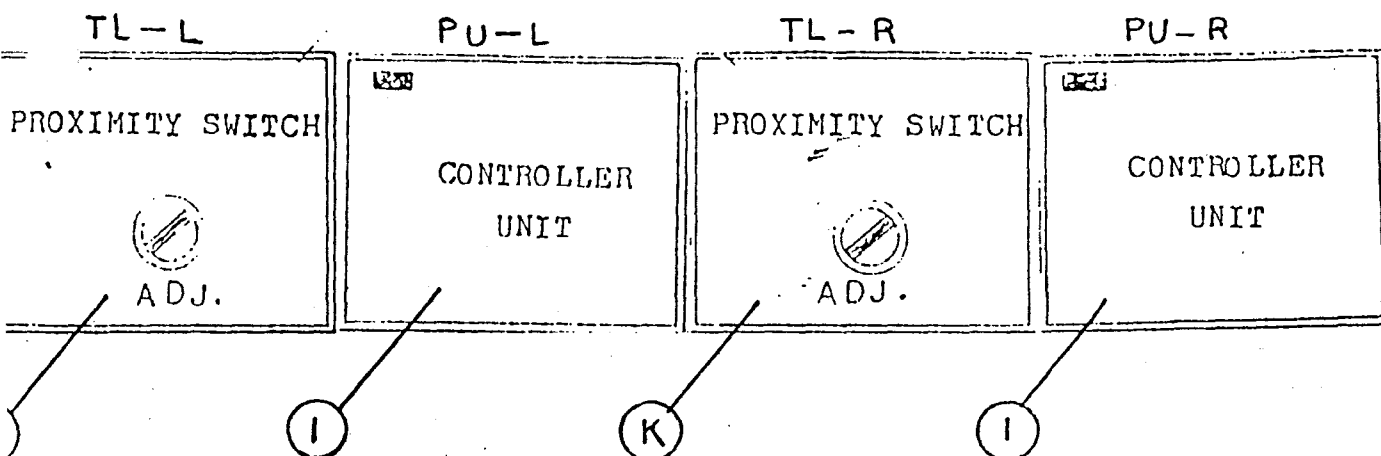 TL-L PU-L TL-R PU-R
PROXIMITY SWITCH
ADJ.
CONTROLLER
UNIT
PROXIMITY SWITCH
ADJ.
CONTROLLER
UNIT
I K I